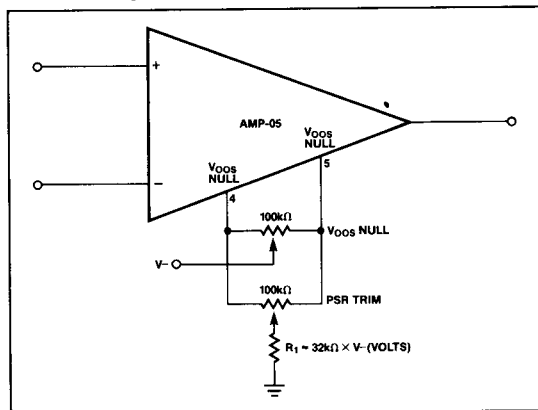 +
AMP-05
VOOS
NULL
5
−
VOOS
NULL
4
100kΩ
VOOS NULL
V−
100kΩ
PSR TRIM
R1 ≈ 32kΩ × V−(VOLTS)